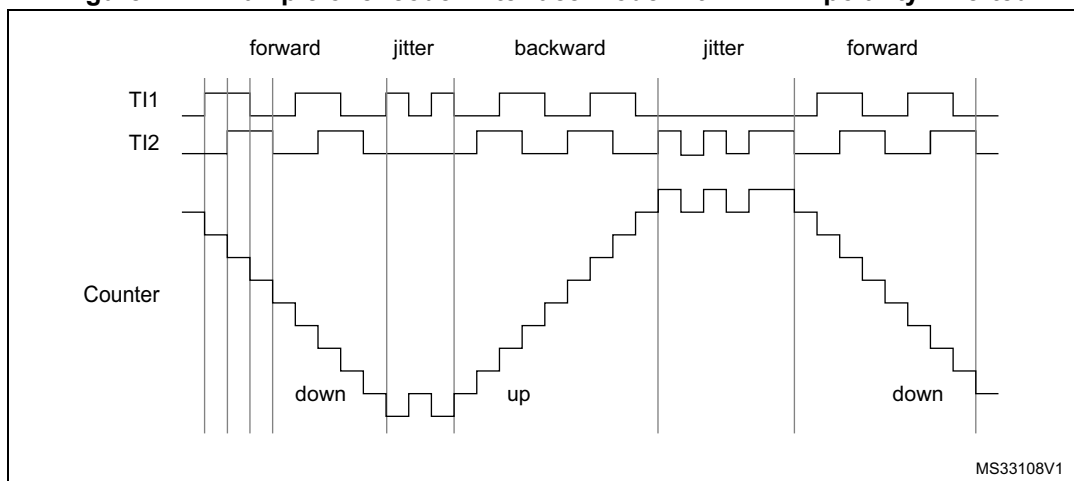 forward jitter backward jitter forward
TI1
TI2
Counter
down up down
MS33108V1